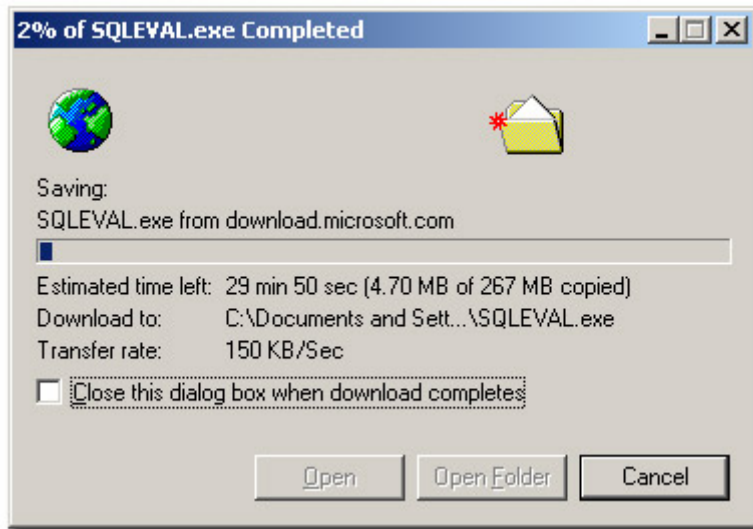 2% of SQLEVAL.exe Completed
Saving:
SQLEVAL.exe from download.microsoft.com
Estimated time left: 29 min 50 sec (4.70 MB of 267 MB copied)
Download to: C:\Documents and Sett...\SQLEVAL.exe
Transfer rate: 150 KB/Sec
Close this dialog box when download completes
Open Open Folder Cancel